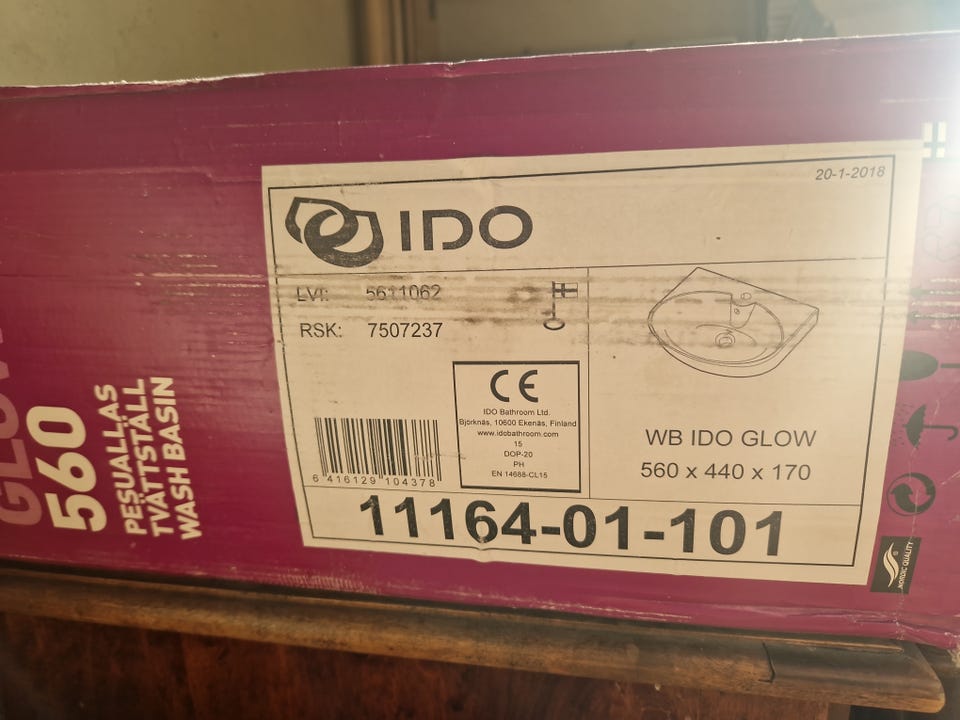 GLOW
560
PESUALLAS
TVÄTTSTÄLL
WASH BASIN
20-1-2018
IDO
LVI: 5611062
RSK: 7507237
CE
IDO Bathroom Ltd.
Björknäs, 10600 Ekenäs, Finland
www.idobathroom.com
15
DOP-20
PH
EN 14688-CL15
6 416129 104378
WB IDO GLOW
560 x 440 x 170
11164-01-101
NORDIC QUALITY